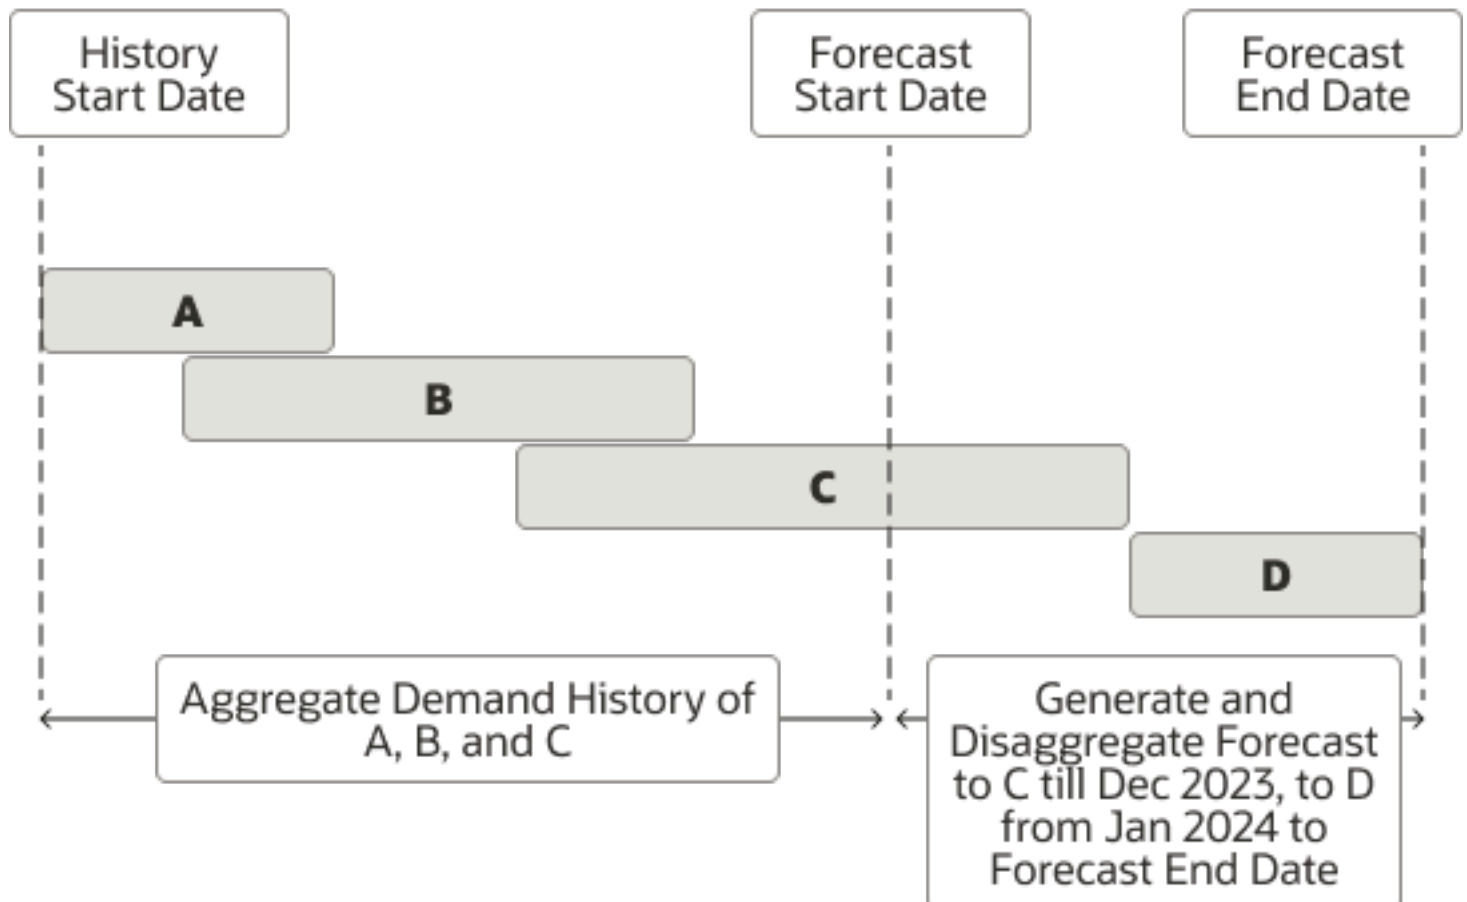 History
Start Date
Forecast
Start Date
Forecast
End Date
A
B
C
D
Aggregate Demand History of
A, B, and C
Generate and
Disaggregate Forecast
to C till Dec 2023, to D
from Jan 2024 to
Forecast End Date